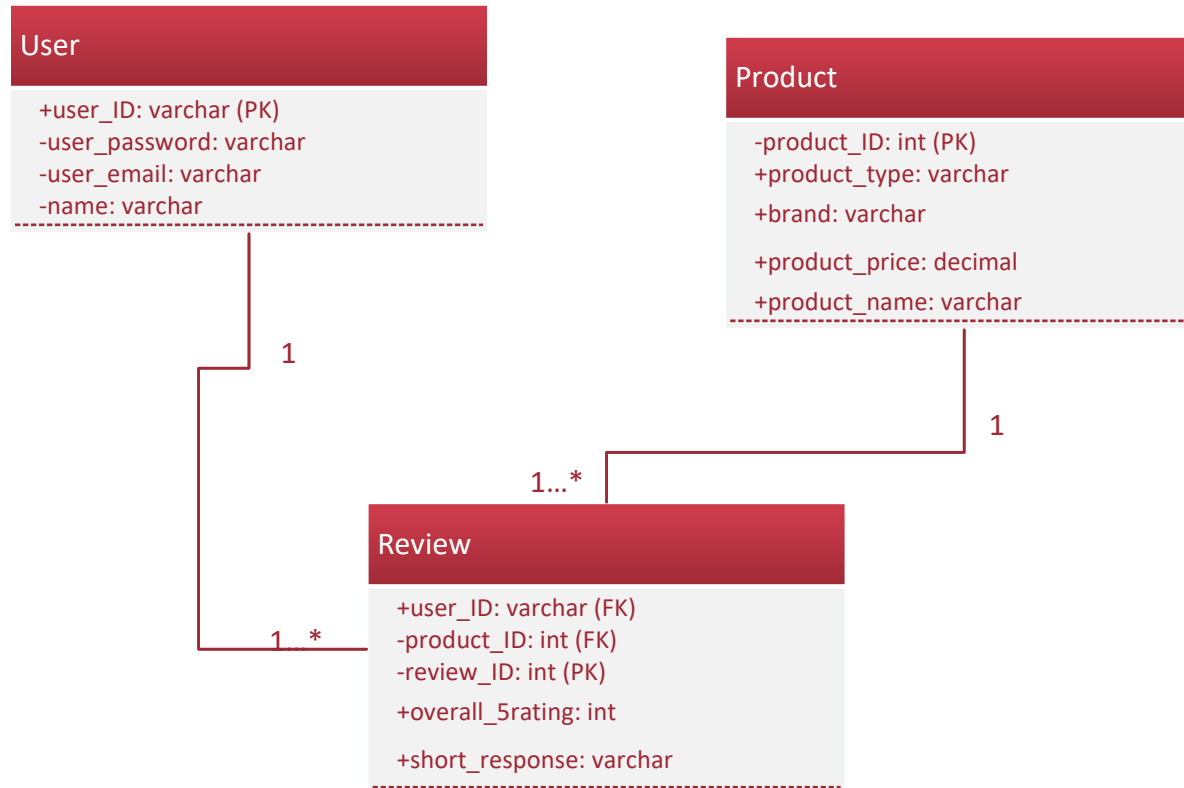 User
+user_ID: varchar (PK)
-user_password: varchar
-user_email: varchar
-name: varchar
Product
-product_ID: int (PK)
+product_type: varchar
+brand: varchar
+product_price: decimal
+product_name: varchar
1
1
1...*
1...*
Review
+user_ID: varchar (FK)
-product_ID: int (FK)
-review_ID: int (PK)
+overall_5rating: int
+short_response: varchar